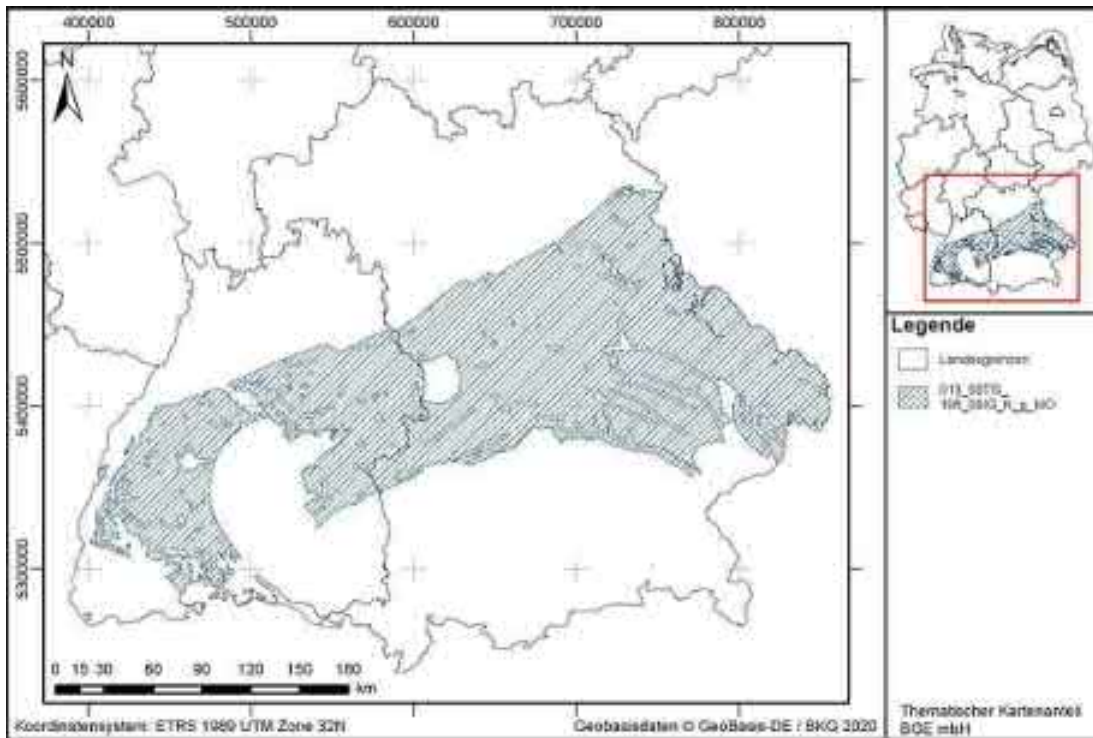 400000 500000 600000 700000 800000
N
5600000
5500000
5400000
5300000
0 15 30 60 90 120 150 180
km
Koordinatensystem: ETRS 1989 UTM Zone 32N
Geobasisdaten © GeoBasis-DE / BKG 2020
Legende
Landesgrenzen
Thematischer Kartenanteil
BGE mbH